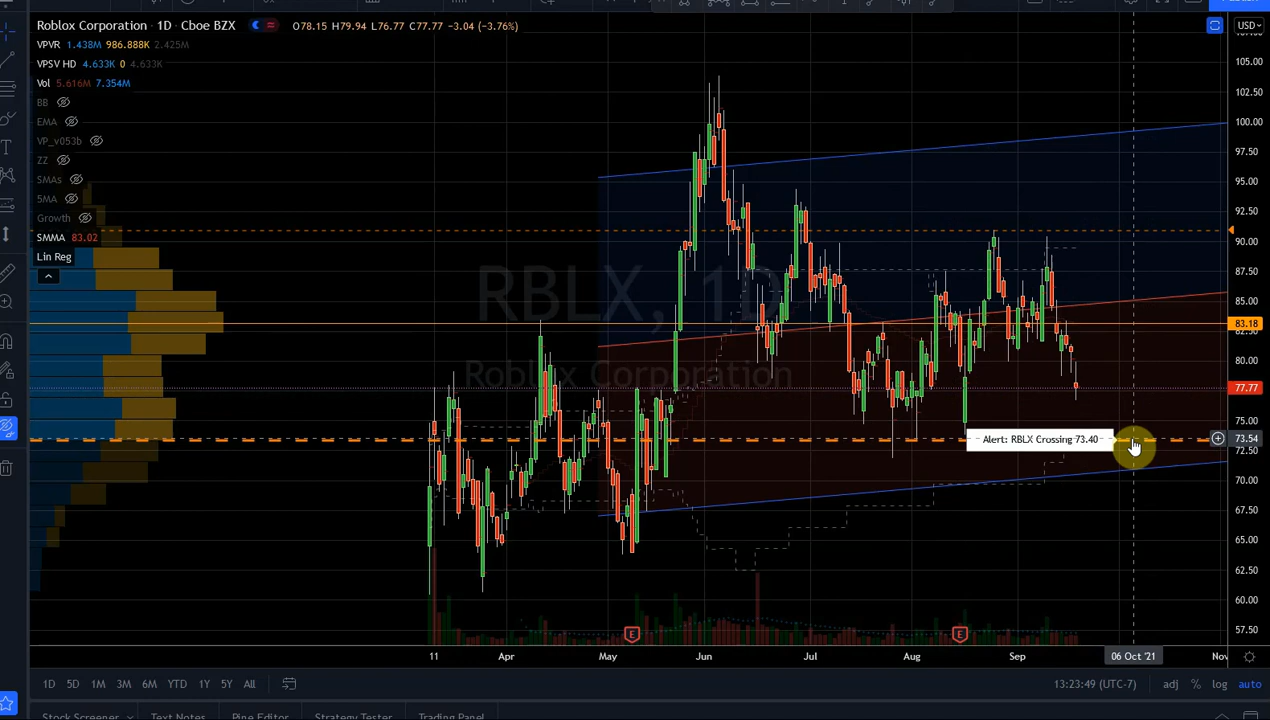 Roblox Corporation · 1D · Cboe BZX O78.15 H79.94 L76.77 C77.77 −3.04 (−3.76%) USD
VPVR 1.438M 986.888K 2.425M
VPSV HD 4.633K 0 4.633K
Vol 5.616M 7.354M
BB
EMA
VP_v053b
ZZ
SMAs
5MA
Growth
SMMA 83.02
Lin Reg
RBLX, 1D
Roblox Corporation
105.00
102.50
100.00
97.50
95.00
92.50
90.00
87.50
85.00
83.18
82.50
80.00
77.77
75.00
73.54
72.50
70.00
67.50
65.00
62.50
60.00
57.50
Alert: RBLX Crossing 73.40
E E
11 Apr May Jun Jul Aug Sep 06 Oct '21 Nov
1D 5D 1M 3M 6M YTD 1Y 5Y All 13:23:49 (UTC-7) adj % log auto
Stock Screener Text Notes Pine Editor Strategy Tester Trading Panel